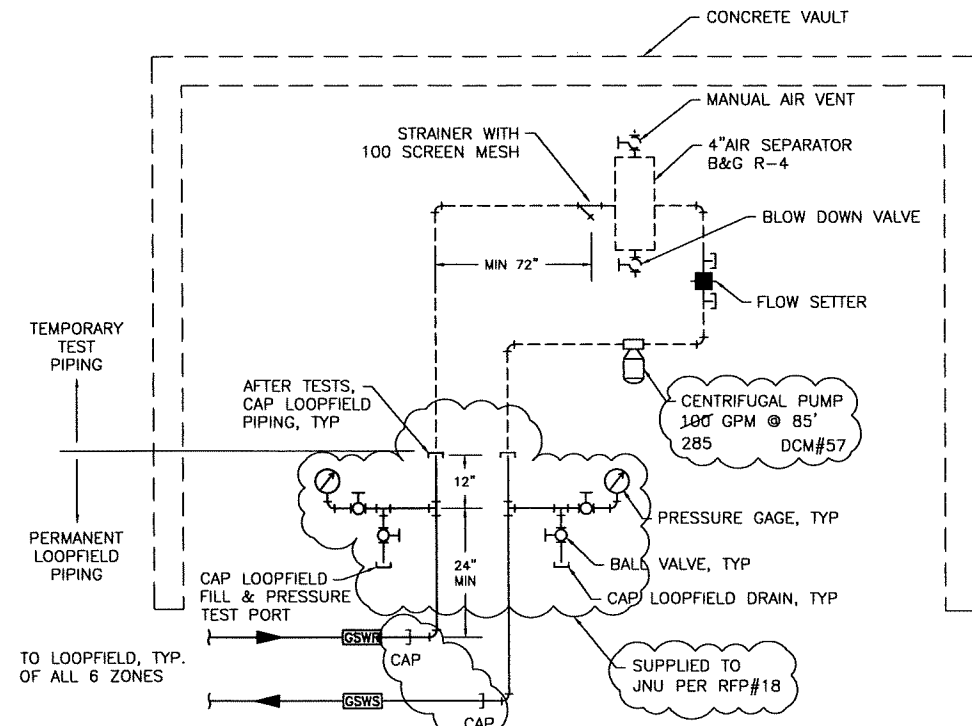 CONCRETE VAULT
MANUAL AIR VENT
STRAINER WITH
100 SCREEN MESH
4"AIR SEPARATOR
B&G R-4
BLOW DOWN VALVE
MIN 72"
FLOW SETTER
TEMPORARY
TEST
PIPING
AFTER TESTS,
CAP LOOPFIELD
PIPING, TYP
CENTRIFUGAL PUMP
100 GPM @ 85'
285 DCM#57
12"
PRESSURE GAGE, TYP
PERMANENT
LOOPFIELD
PIPING
24"
MIN
BALL VALVE, TYP
CAP LOOPFIELD
FILL & PRESSURE
TEST PORT
CAP LOOPFIELD DRAIN, TYP
GSWR
CAP
TO LOOPFIELD, TYP.
OF ALL 6 ZONES
SUPPLIED TO
JNU PER RFP#18
GSWS
CAP